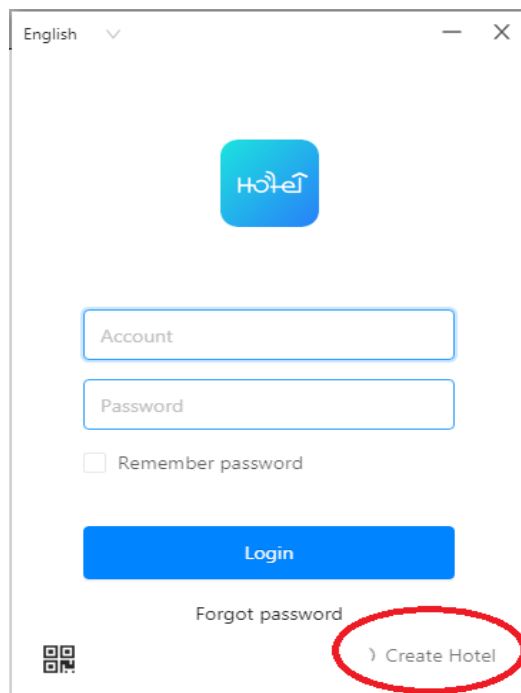 English
Hotel
Account
Password
Remember password
Login
Forgot password
Create Hotel